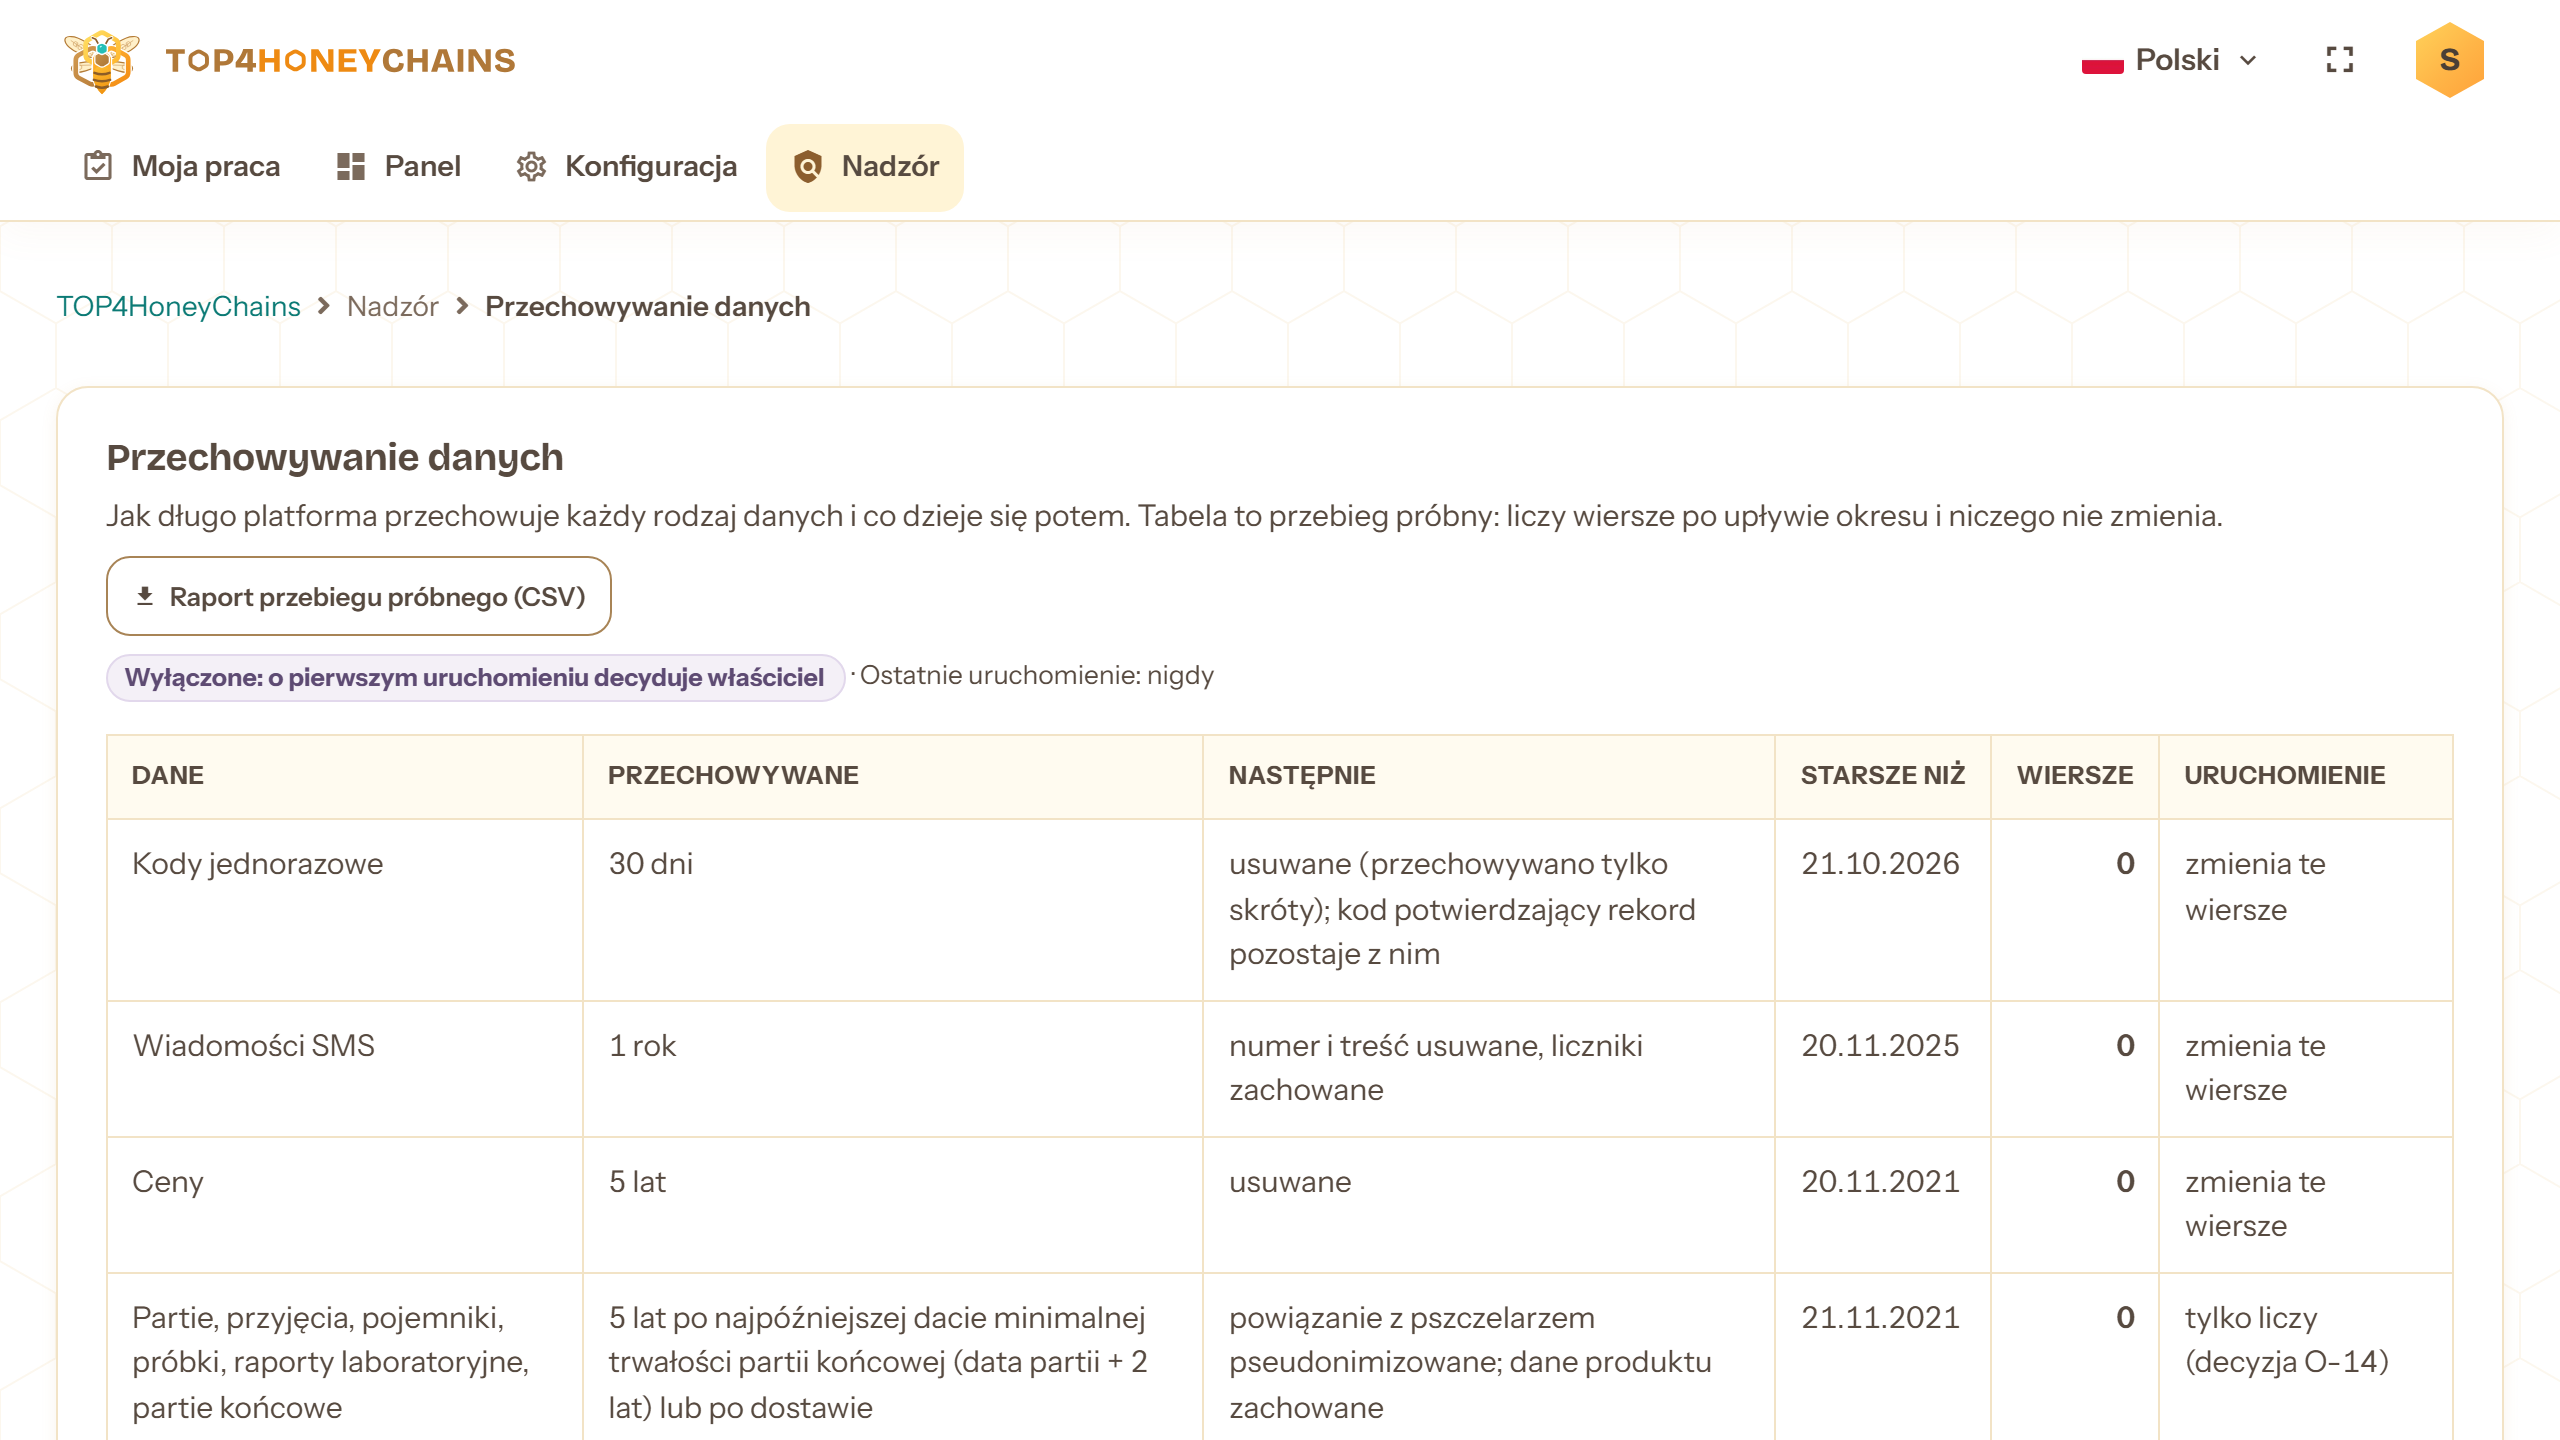 TOP4HONEYCHAINS
Polski
S
Moja praca
Panel
Konfiguracja
Nadzór
TOP4HoneyChains > Nadzór > Przechowywanie danych
Przechowywanie danych
Jak długo platforma przechowuje każdy rodzaj danych i co dzieje się potem. Tabela to przebieg próbny: liczy wiersze po upływie okresu i niczego nie zmienia.
Raport przebiegu próbnego (CSV)
Wyłączone: o pierwszym uruchomieniu decyduje właściciel · Ostatnie uruchomienie: nigdy
DANE PRZECHOWYWANE NASTĘPNIE STARSZE NIŻ WIERSZE URUCHOMIENIE
Kody jednorazowe 30 dni usuwane (przechowywano tylko 21.10.2026 0 zmienia te
skróty); kod potwierdzający rekord wiersze
pozostaje z nim
Wiadomości SMS 1 rok numer i treść usuwane, liczniki 20.11.2025 0 zmienia te
zachowane wiersze
Ceny 5 lat usuwane 20.11.2021 0 zmienia te
wiersze
Partie, przyjęcia, pojemniki, 5 lat po najpóźniejszej dacie minimalnej powiązanie z pszczelarzem 21.11.2021 0 tylko liczy
próbki, raporty laboratoryjne, trwałości partii końcowej (data partii + 2 pseudonimizowane; dane produktu (decyzja O-14)
partie końcowe lat) lub po dostawie zachowane